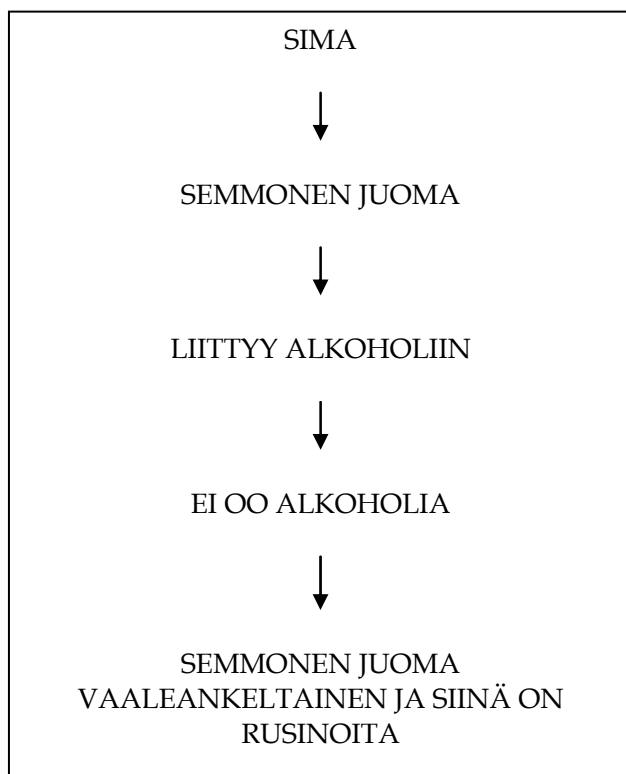 SIMA
SEMMONEN JUOMA
LIITTYY ALKOHOLIIN
EI OO ALKOHOLIA
SEMMONEN JUOMA
VAALEANKELTAINEN JA SIINÄ ON
RUSINOITA